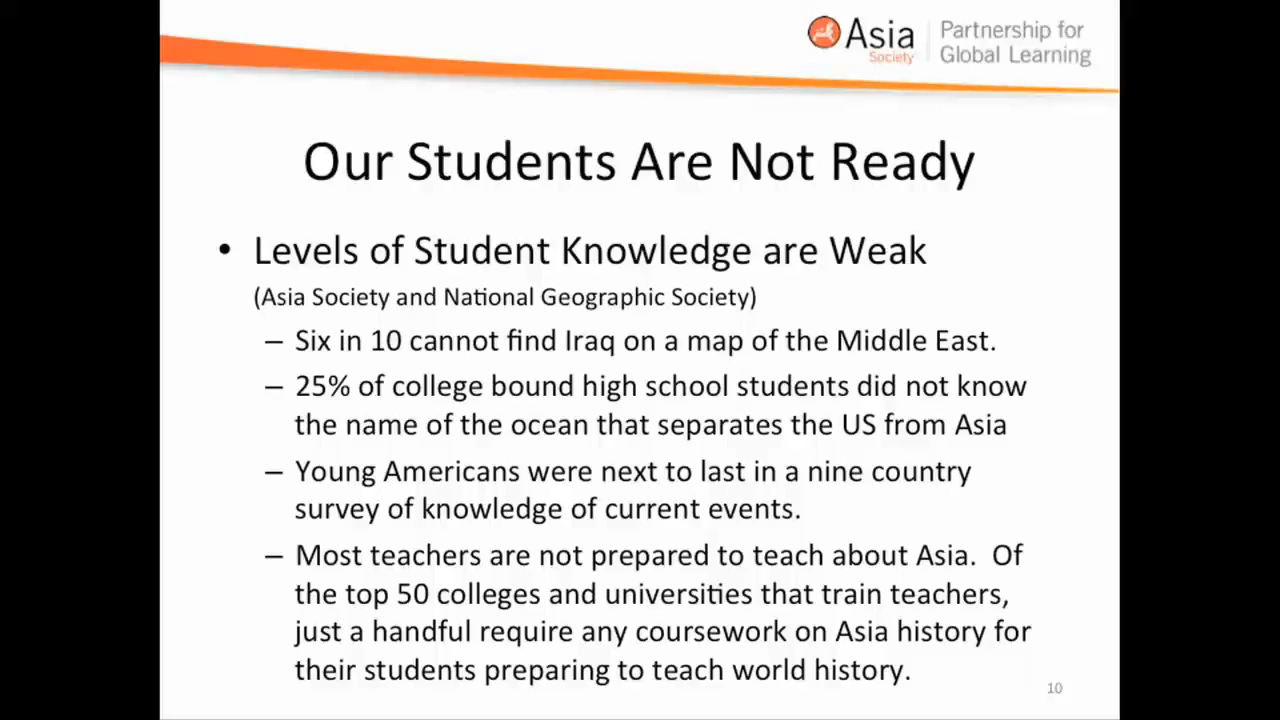 Asia Society
Partnership for
Global Learning
Our Students Are Not Ready
• Levels of Student Knowledge are Weak
(Asia Society and National Geographic Society)
– Six in 10 cannot find Iraq on a map of the Middle East.
– 25% of college bound high school students did not know
the name of the ocean that separates the US from Asia
– Young Americans were next to last in a nine country
survey of knowledge of current events.
– Most teachers are not prepared to teach about Asia.  Of
the top 50 colleges and universities that train teachers,
just a handful require any coursework on Asia history for
their students preparing to teach world history.
10